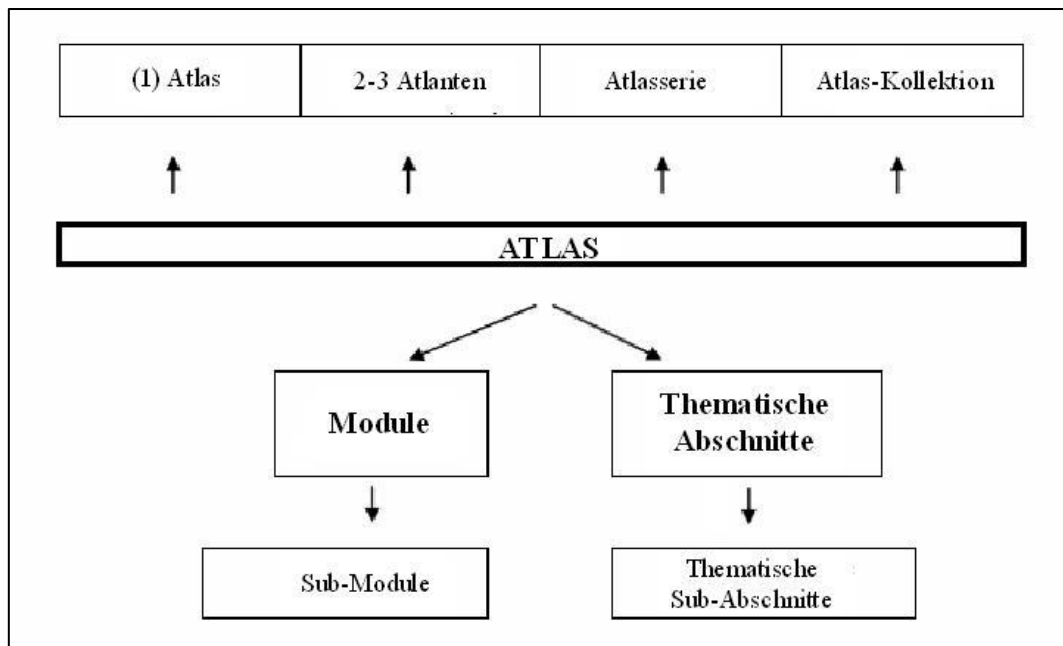 (1) Atlas
2-3 Atlanten
Atlasserie
Atlas-Kollektion
ATLAS
Module
Thematische
Abschnitte
Sub-Module
Thematische
Sub-Abschnitte